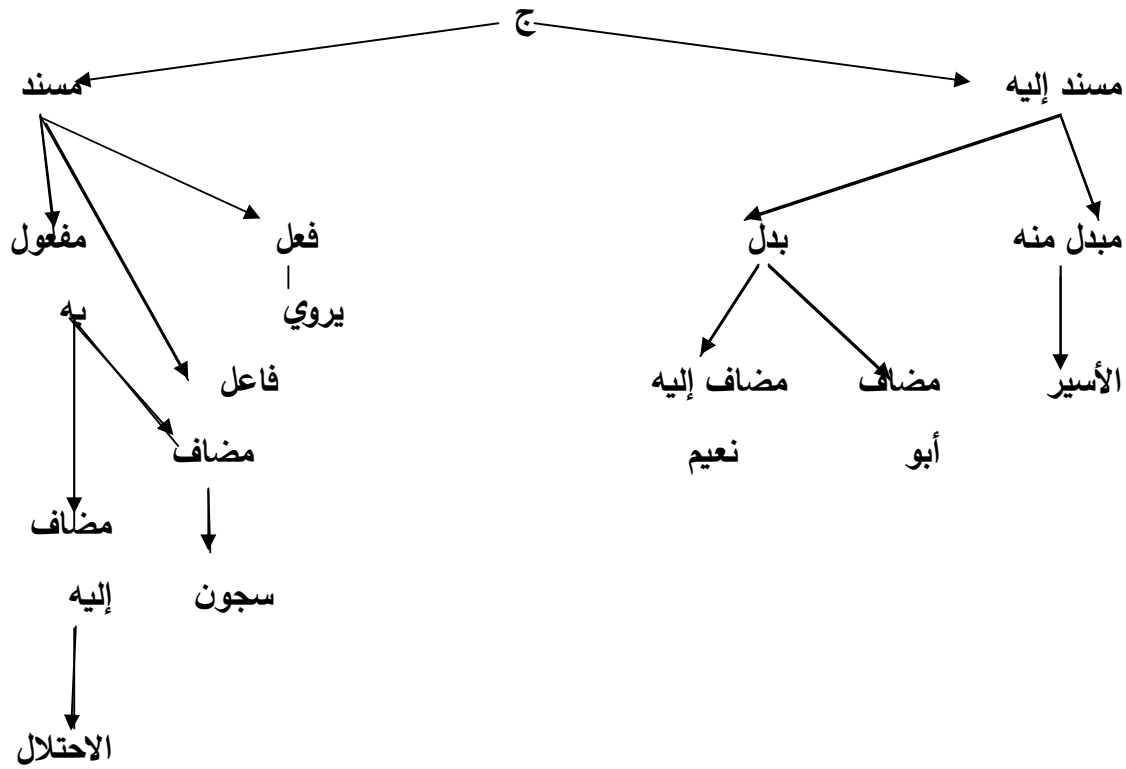 ج
مسند إليه مسند
مبدل منه بدل فعل مفعول
يروي به
الأسير مضاف مضاف إليه فاعل
أبو نعيم مضاف
مضاف
سجون إليه
الاحتلال